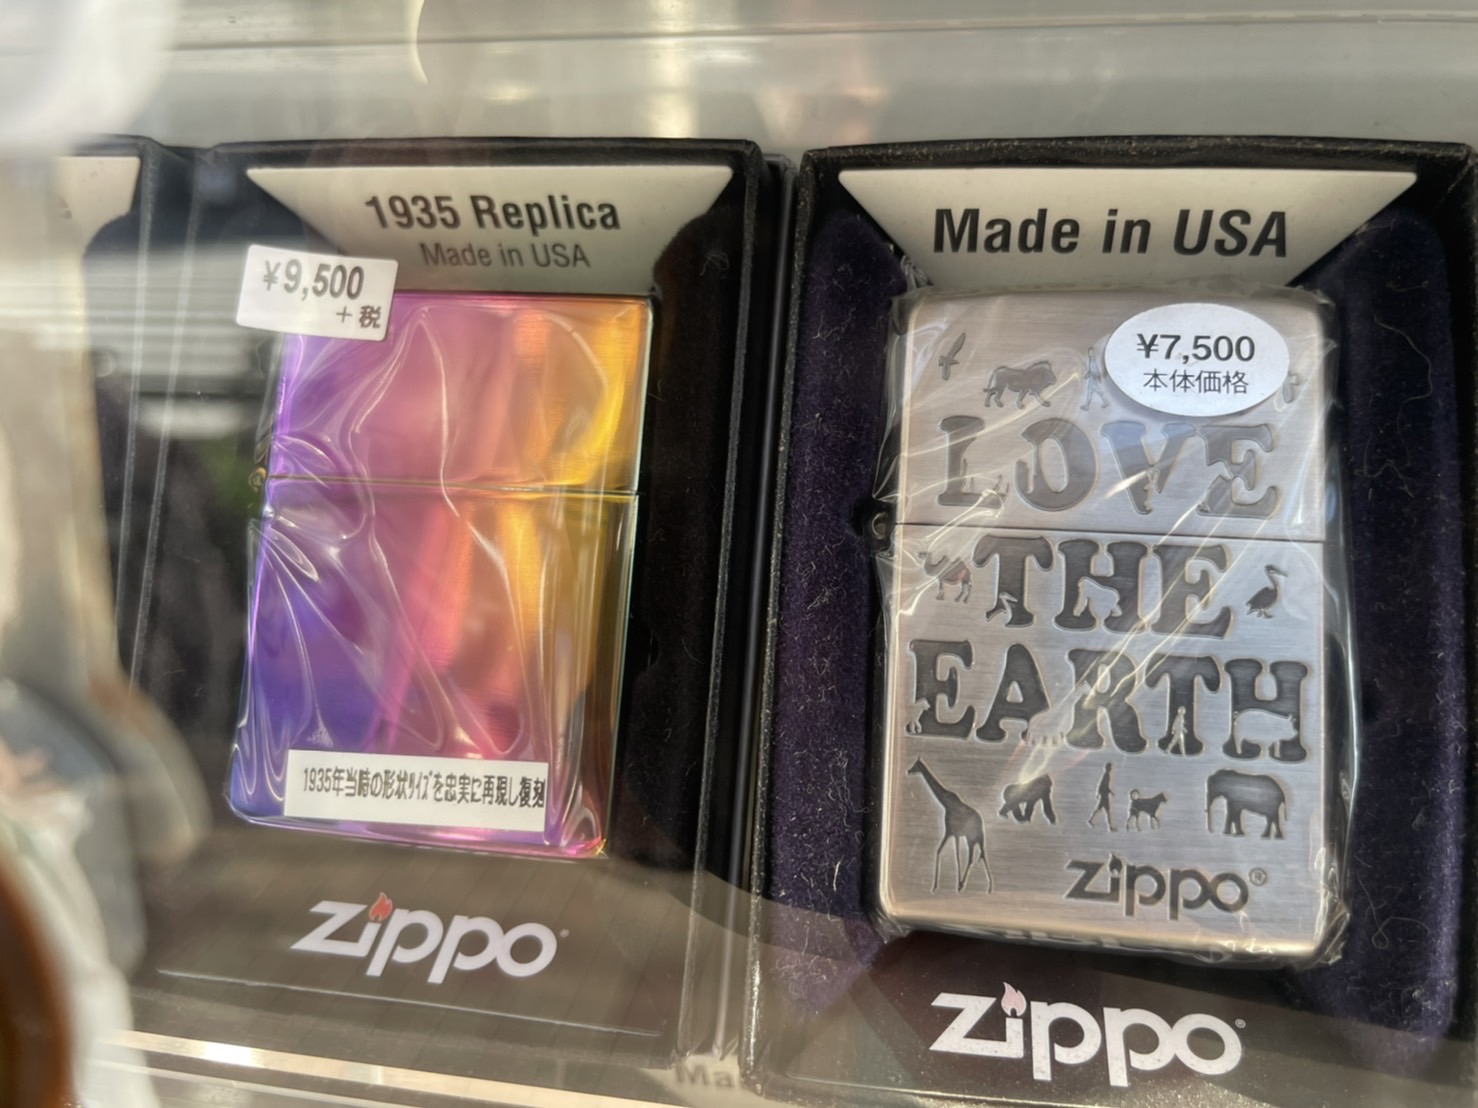 1935 Replica
Made in USA
¥9,500
+税
1935年当時の形状サイズを忠実に再現し復刻
zippo
Made in USA
¥7,500
本体価格
LOVE
THE
EARTH
zippo®
zippo